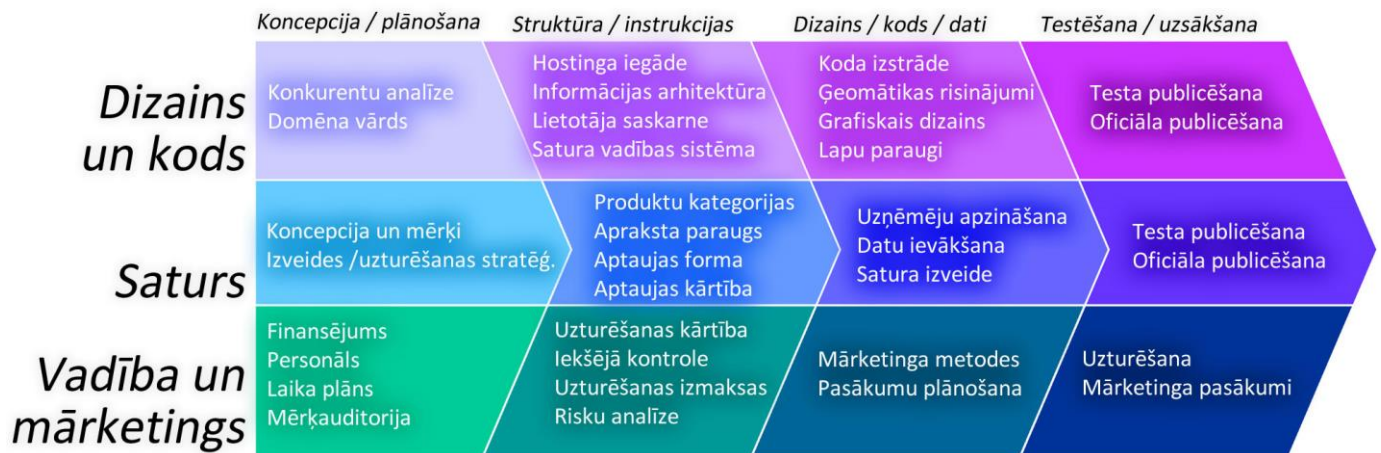 Koncepcija / plānošana
Struktūra / instrukcijas
Dizains / kods / dati
Testēšana / uzsākšana
Dizains
un kods
Konkurentu analīze
Domēna vārds
Hostinga iegāde
Informācijas arhitektūra
Lietotāja saskarne
Satura vadības sistēma
Koda izstrāde
Ģeomātikas risinājumi
Grafiskais dizains
Lapu paraugi
Testa publicēšana
Oficiāla publicēšana
Saturs
Koncepcija un mērķi
Izveides /uzturēšanas stratēģ.
Produktu kategorijas
Apraksta paraugs
Aptaujas forma
Aptaujas kārtība
Uzņēmēju apzināšana
Datu ievākšana
Satura izveide
Testa publicēšana
Oficiāla publicēšana
Vadība un
mārketings
Finansējums
Personāls
Laika plāns
Mērķauditorija
Uzturēšanas kārtība
Iekšējā kontrole
Uzturēšanas izmaksas
Risku analīze
Mārketinga metodes
Pasākumu plānošana
Uzturēšana
Mārketinga pasākumi